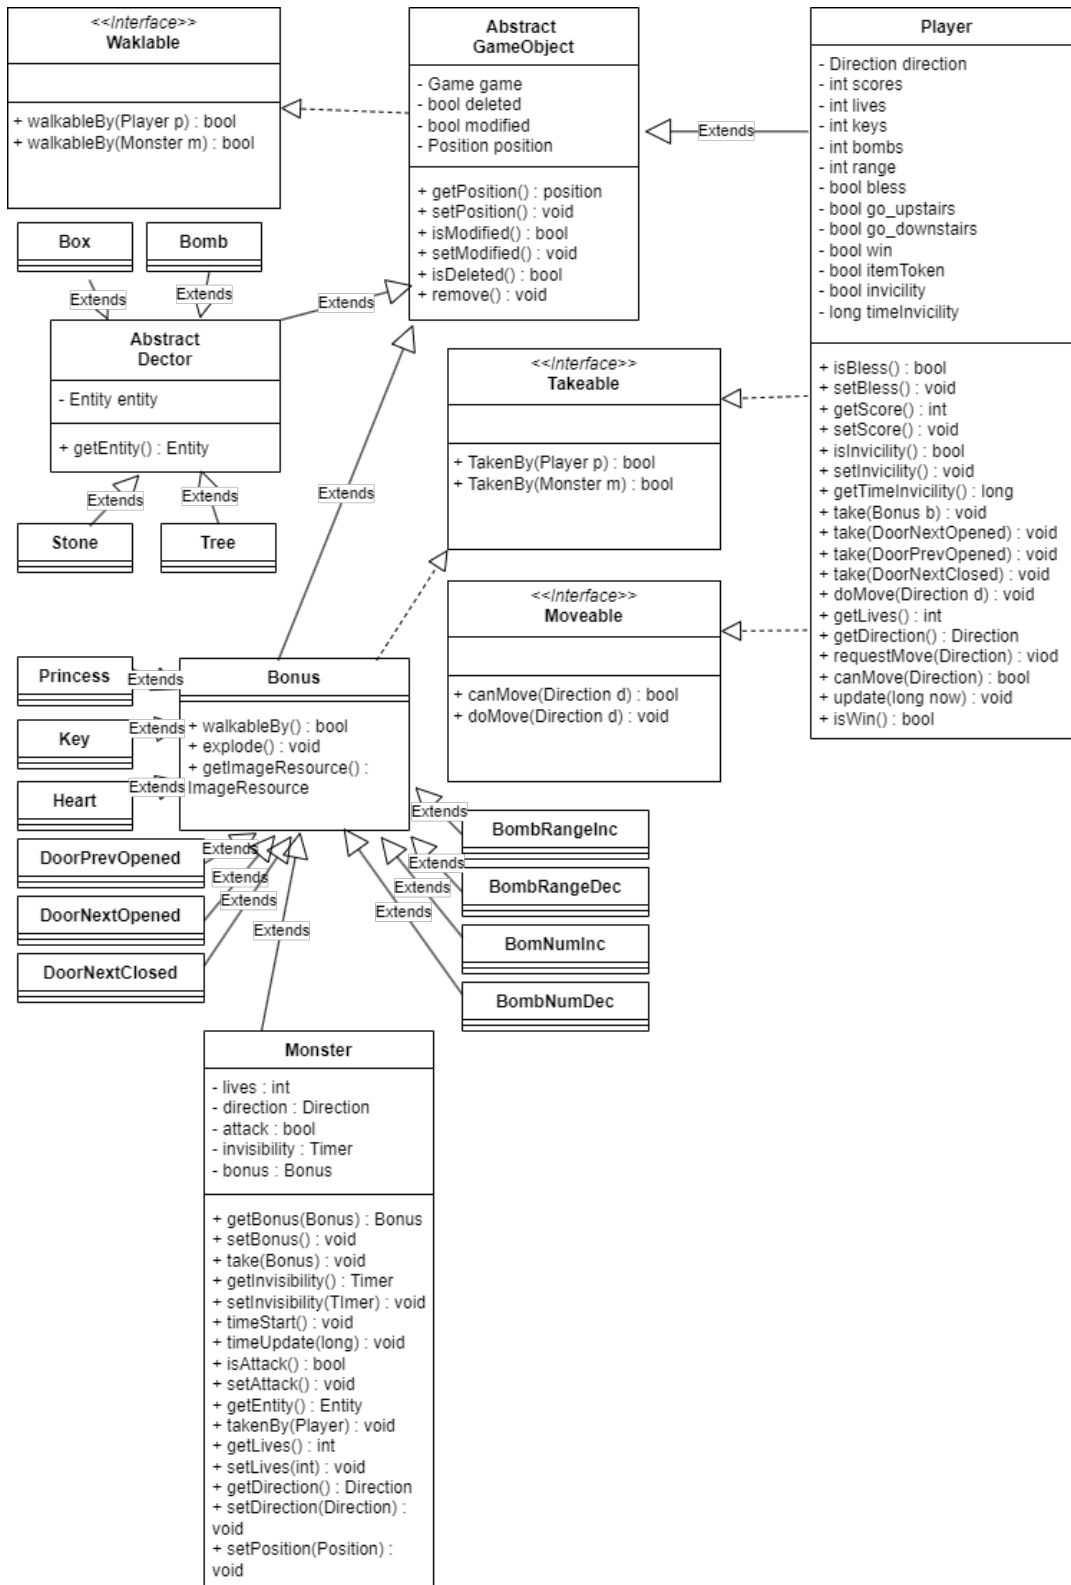 <<Interface>>
Waklable
+ walkableBy(Player p) : bool
+ walkableBy(Monster m) : bool
Abstract
GameObject
- Game game
- bool deleted
- bool modified
- Position position
+ getPosition() : position
+ setPosition() : void
+ isModified() : bool
+ setModified() : void
+ isDeleted() : bool
+ remove() : void
Player
- Direction direction
- int scores
- int lives
- int keys
- int bombs
- int range
- bool bless
- bool go_upstairs
- bool go_downstairs
- bool win
- bool itemToken
- bool invicility
- long timeInvicility
+ isBless() : bool
+ setBless() : void
+ getScore() : int
+ setScore() : void
+ isInvicility() : bool
+ setInvicility() : void
+ getTimeInvicility() : long
+ take(Bonus b) : void
+ take(DoorNextOpened) : void
+ take(DoorPrevOpened) : void
+ take(DoorNextClosed) : void
+ doMove(Direction d) : void
+ getLives() : int
+ getDirection() : Direction
+ requestMove(Direction) : viod
+ canMove(Direction) : bool
+ update(long now) : void
+ isWin() : bool
Extends
Box
Bomb
Extends
Extends
Extends
Abstract
Dector
- Entity entity
+ getEntity() : Entity
Extends
Extends
Stone
Tree
<<Interface>>
Takeable
+ TakenBy(Player p) : bool
+ TakenBy(Monster m) : bool
Extends
<<Interface>>
Moveable
+ canMove(Direction d) : bool
+ doMove(Direction d) : void
Princess
Extends
Key
Extends
Heart
Extends
Bonus
+ walkableBy() : bool
+ explode() : void
+ getImageResource() :
ImageResource
DoorPrevOpened
Extends
DoorNextOpened
Extends
DoorNextClosed
Extends
Extends
Extends
BombRangeInc
Extends
BombRangeDec
Extends
BomNumInc
Extends
BombNumDec
Monster
- lives : int
- direction : Direction
- attack : bool
- invisibility : Timer
- bonus : Bonus
+ getBonus(Bonus) : Bonus
+ setBonus() : void
+ take(Bonus) : void
+ getInvisibility() : Timer
+ setInvisibility(TImer) : void
+ timeStart() : void
+ timeUpdate(long) : void
+ isAttack() : bool
+ setAttack() : void
+ getEntity() : Entity
+ takenBy(Player) : void
+ getLives() : int
+ setLives(int) : void
+ getDirection() : Direction
+ setDirection(Direction) :
void
+ setPosition(Position) :
void